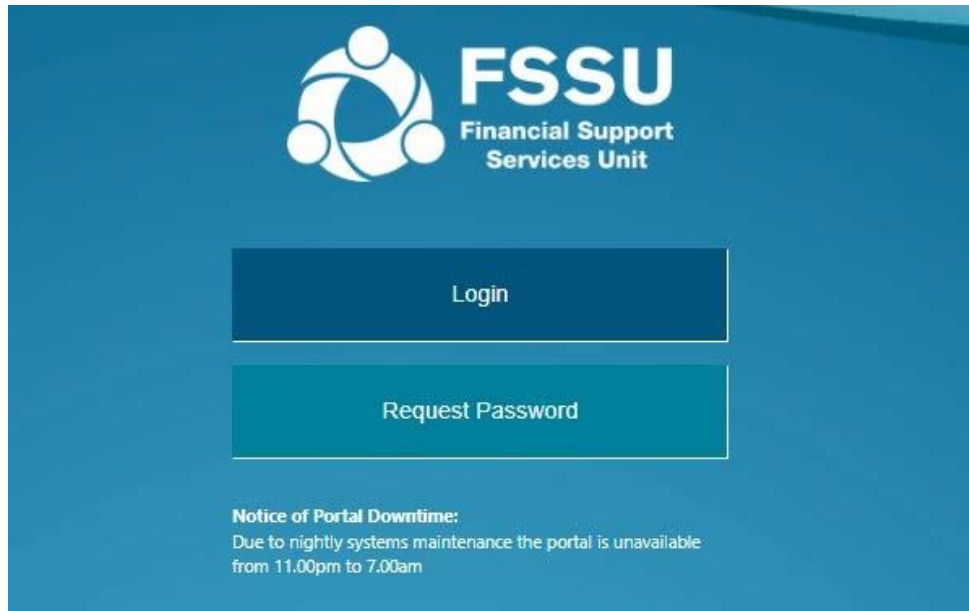 FSSU
Financial Support
Services Unit
Login
Request Password
Notice of Portal Downtime:
Due to nightly systems maintenance the portal is unavailable
from 11.00pm to 7.00am